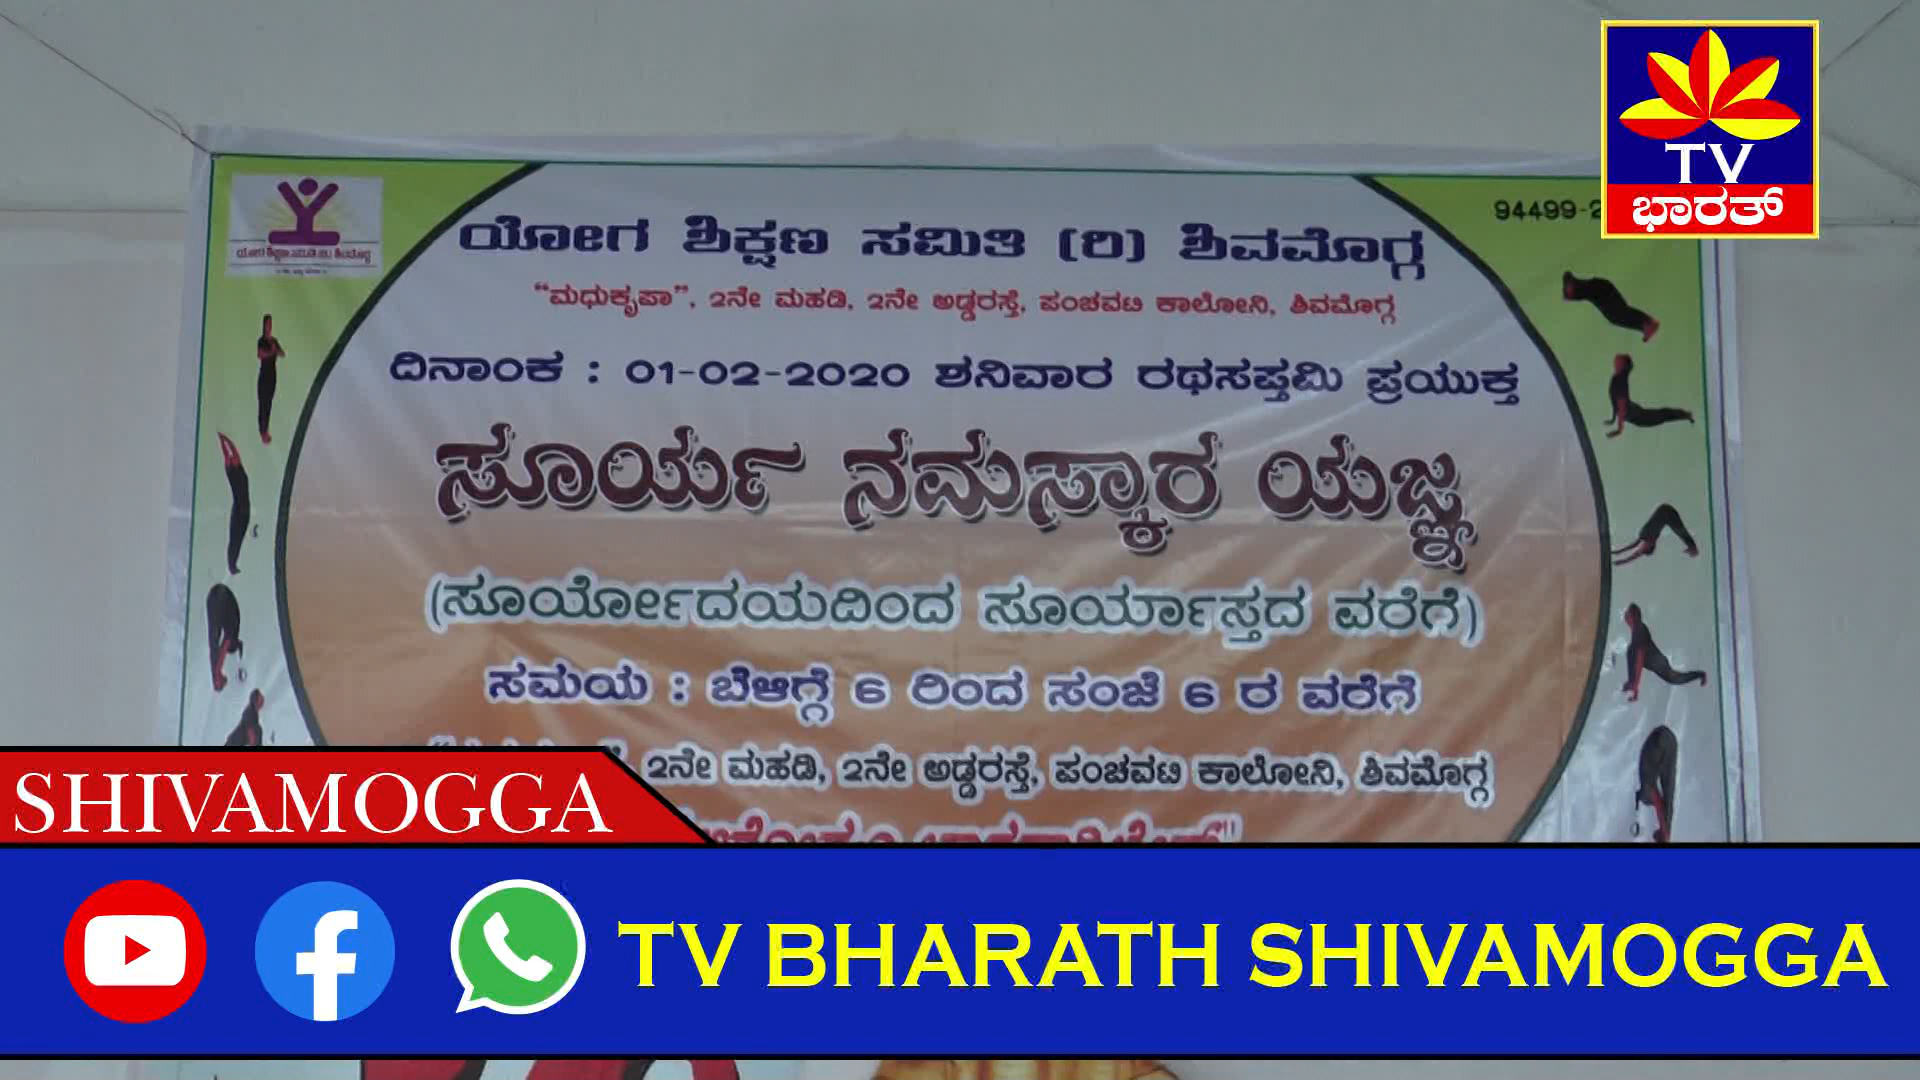 TV
ಭಾರತ್
94499-2
ಯೋಗ ಶಿಕ್ಷಣ ಸಮಿತಿ (ರಿ) ಶಿವಮೊಗ್ಗ
"ಮಧುಕೃಪಾ", 2ನೇ ಮಹಡಿ, 2ನೇ ಅಡ್ಡರಸ್ತೆ, ಪಂಚವಟಿ ಕಾಲೋನಿ, ಶಿವಮೊಗ್ಗ
ದಿನಾಂಕ : 01-02-2020 ಶನಿವಾರ ರಥಸಪ್ತಮಿ ಪ್ರಯುಕ್ತ
ಸೂರ್ಯ ನಮಸ್ಕಾರ ಯಜ್ಞ
(ಸೂರ್ಯೋದಯದಿಂದ ಸೂರ್ಯಾಸ್ತದ ವರೆಗೆ)
ಸಮಯ : ಬೆಳಿಗ್ಗೆ 6 ರಿಂದ ಸಂಜೆ 6 ರ ವರೆಗೆ
2ನೇ ಮಹಡಿ, 2ನೇ ಅಡ್ಡರಸ್ತೆ, ಪಂಚವಟಿ ಕಾಲೋನಿ, ಶಿವಮೊಗ್ಗ
SHIVAMOGGA
TV BHARATH SHIVAMOGGA